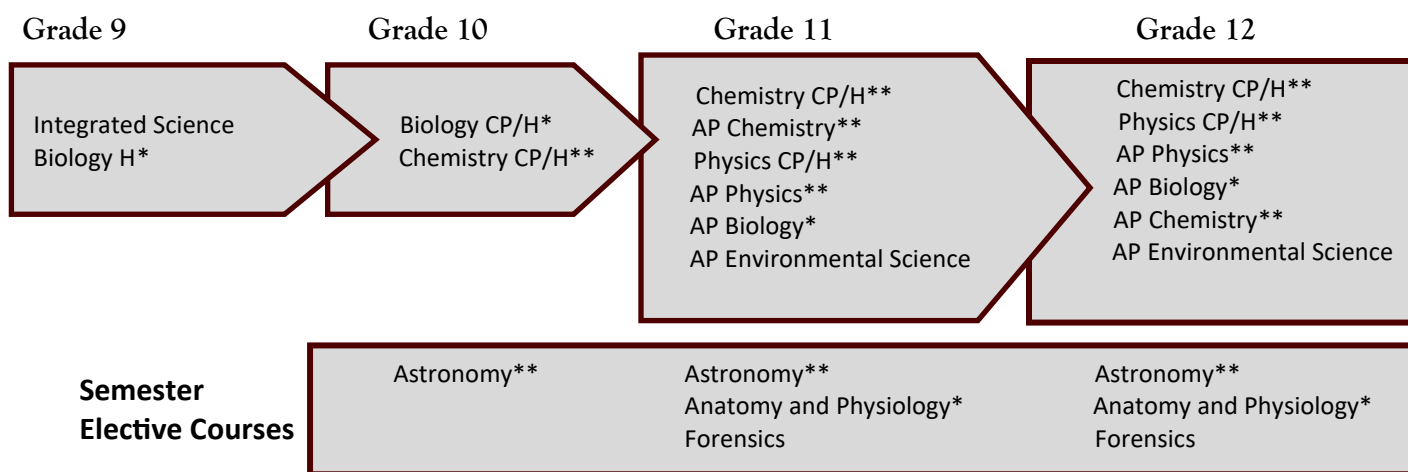 Grade 9
Grade 10
Grade 11
Grade 12
Integrated Science
Biology H*
Biology CP/H*
Chemistry CP/H**
Chemistry CP/H**
AP Chemistry**
Physics CP/H**
AP Physics**
AP Biology*
AP Environmental Science
Chemistry CP/H**
Physics CP/H**
AP Physics**
AP Biology*
AP Chemistry**
AP Environmental Science
Semester
Elective Courses
Astronomy**
Astronomy**
Anatomy and Physiology*
Forensics
Astronomy**
Anatomy and Physiology*
Forensics